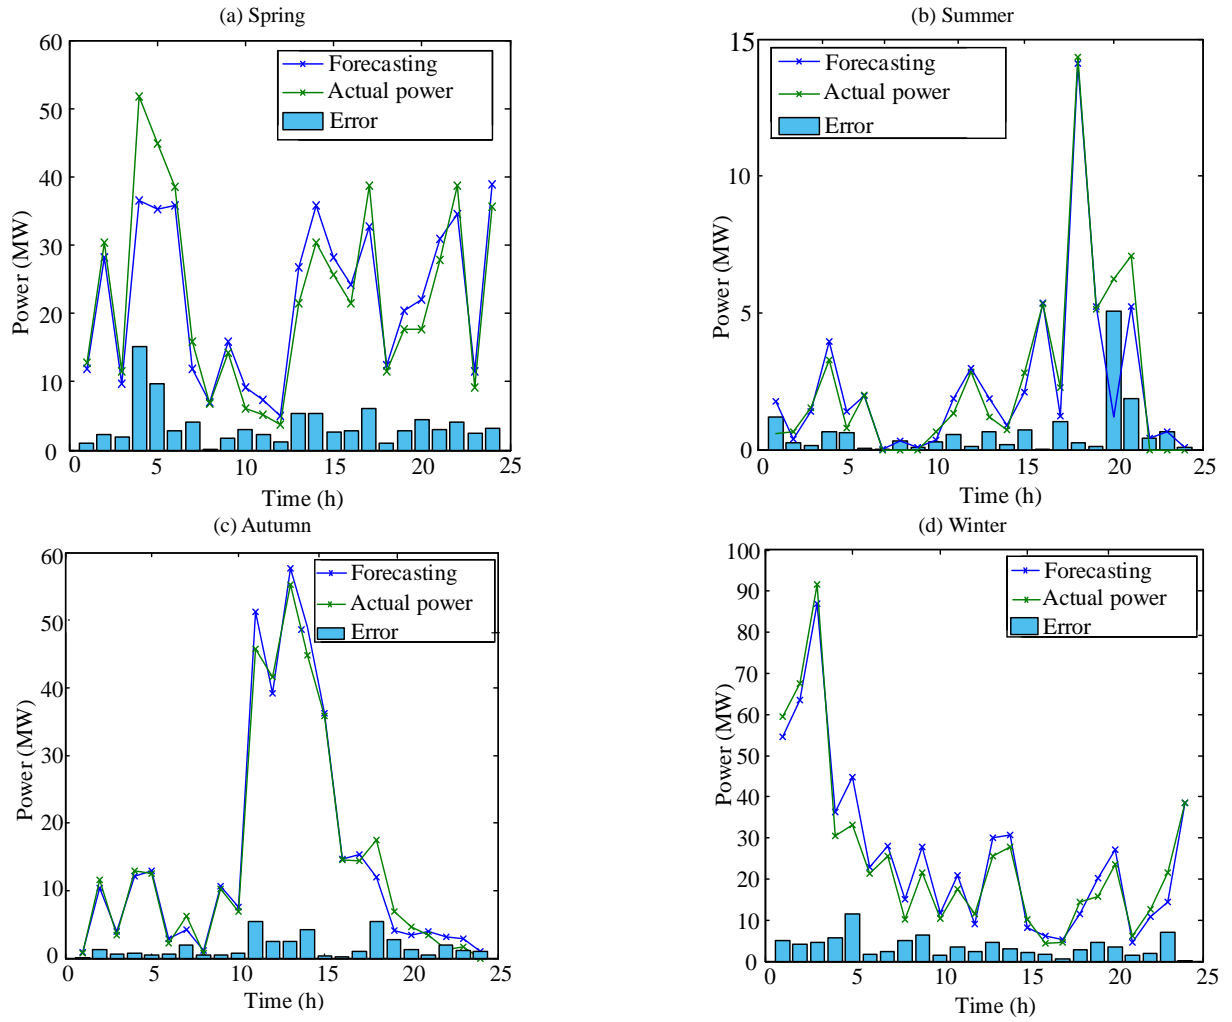 (a) Spring
60
50
40
30
20
10
0
Power (MW)
Forecasting
Actual power
Error
0
5
10
15
20
25
Time (h)
(b) Summer
15
10
5
0
Power (MW)
Forecasting
Actual power
Error
0
5
10
15
20
25
Time (h)
(c) Autumn
60
50
40
30
20
10
0
Power (MW)
Forecasting
Actual power
Error
0
5
10
15
20
25
Time (h)
(d) Winter
100
90
80
70
60
50
40
30
20
10
0
Power (MW)
Forecasting
Actual power
Error
0
5
10
15
20
25
Time (h)